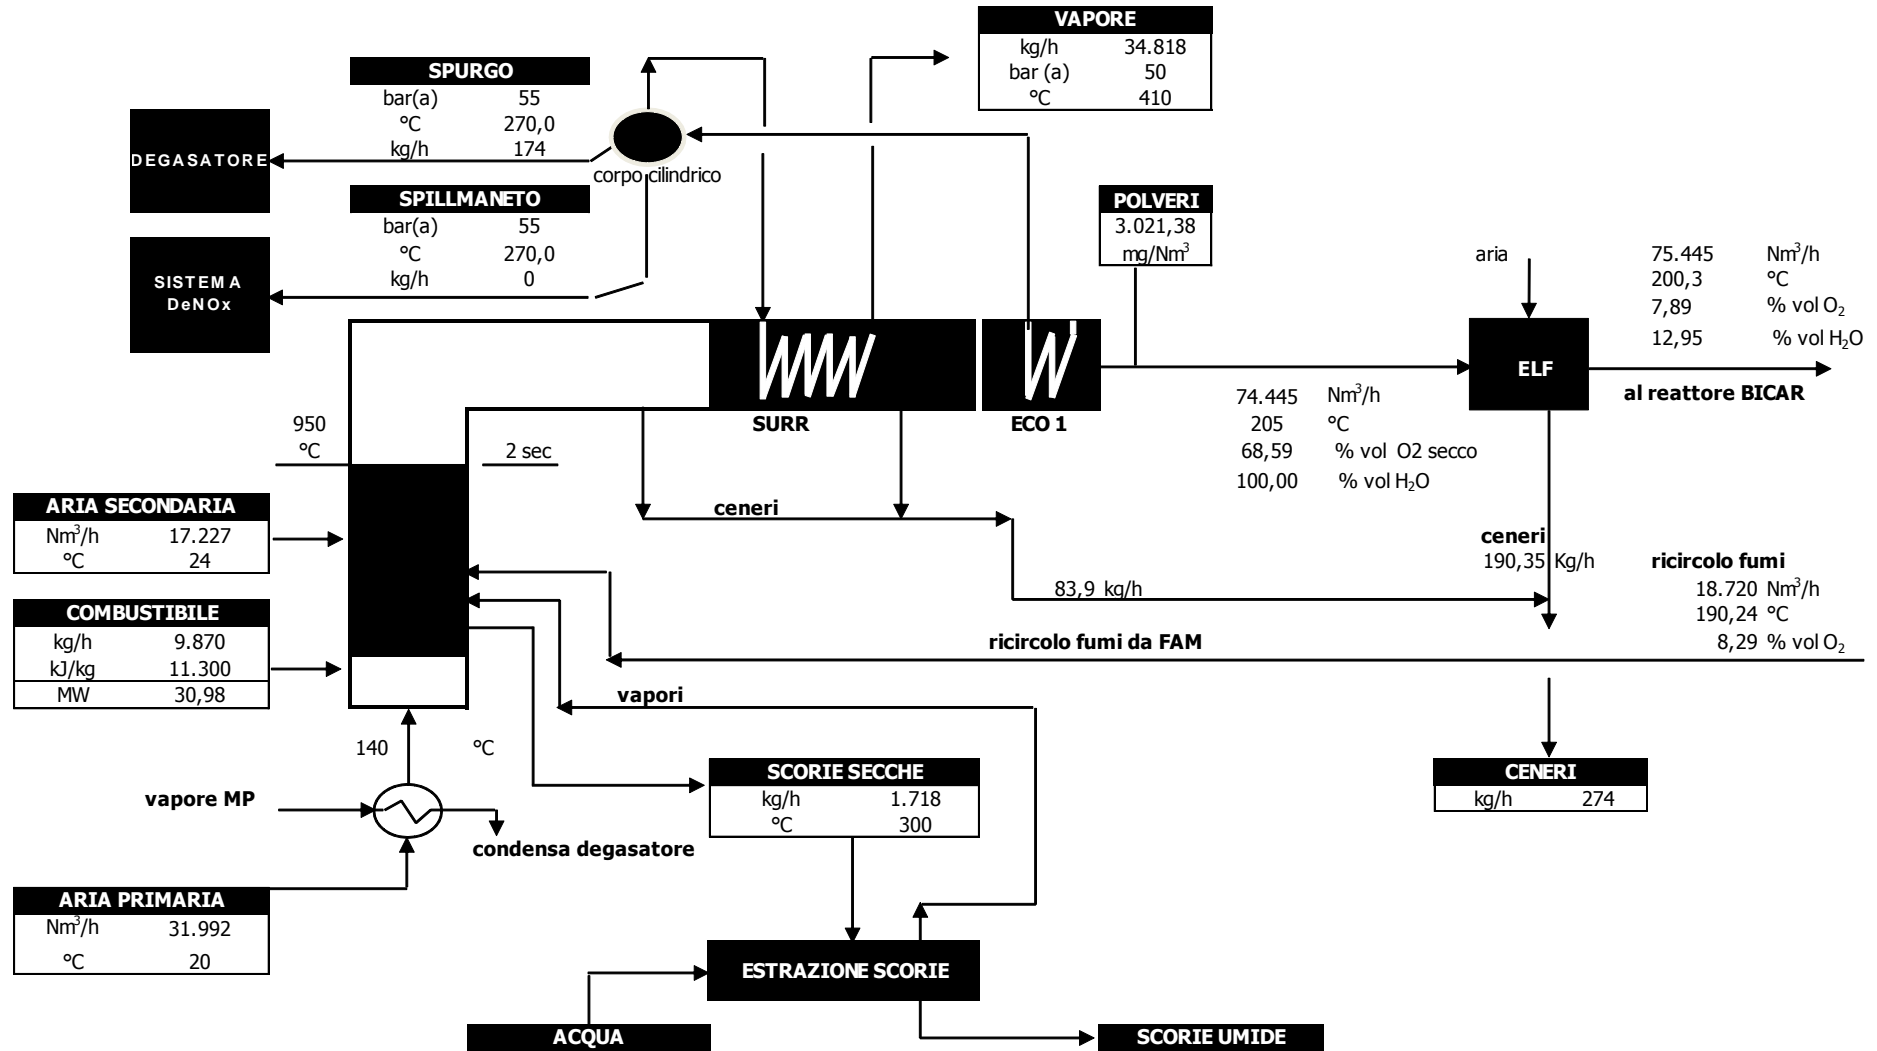 VAPORE
kg/h 34.818
bar (a) 50
°C 410
SPURGO
bar(a) 55
°C 270,0
kg/h 174
DEGASATORE
corpo cilindrico
SPILLMANETO
bar(a) 55
°C 270,0
kg/h 0
SISTEMA
DeNOx
POLVERI
3.021,38
mg/Nm³
aria
75.445 Nm³/h
200,3 °C
7,89 % vol O₂
12,95 % vol H₂O
ELF
al reattore BICAR
SURR
ECO 1
74.445 Nm³/h
205 °C
68,59 % vol O2 secco
100,00 % vol H₂O
950
°C
2 sec
ARIA SECONDARIA
Nm³/h 17.227
°C 24
ceneri
ceneri
190,35 Kg/h
ricircolo fumi
18.720 Nm³/h
190,24 °C
8,29 % vol O₂
83,9 kg/h
COMBUSTIBILE
kg/h 9.870
kJ/kg 11.300
MW 30,98
ricircolo fumi da FAM
vapori
140 °C
vapore MP
condensa degasatore
SCORIE SECCHE
kg/h 1.718
°C 300
CENERI
kg/h 274
ARIA PRIMARIA
Nm³/h 31.992
°C 20
ESTRAZIONE SCORIE
ACQUA
SCORIE UMIDE